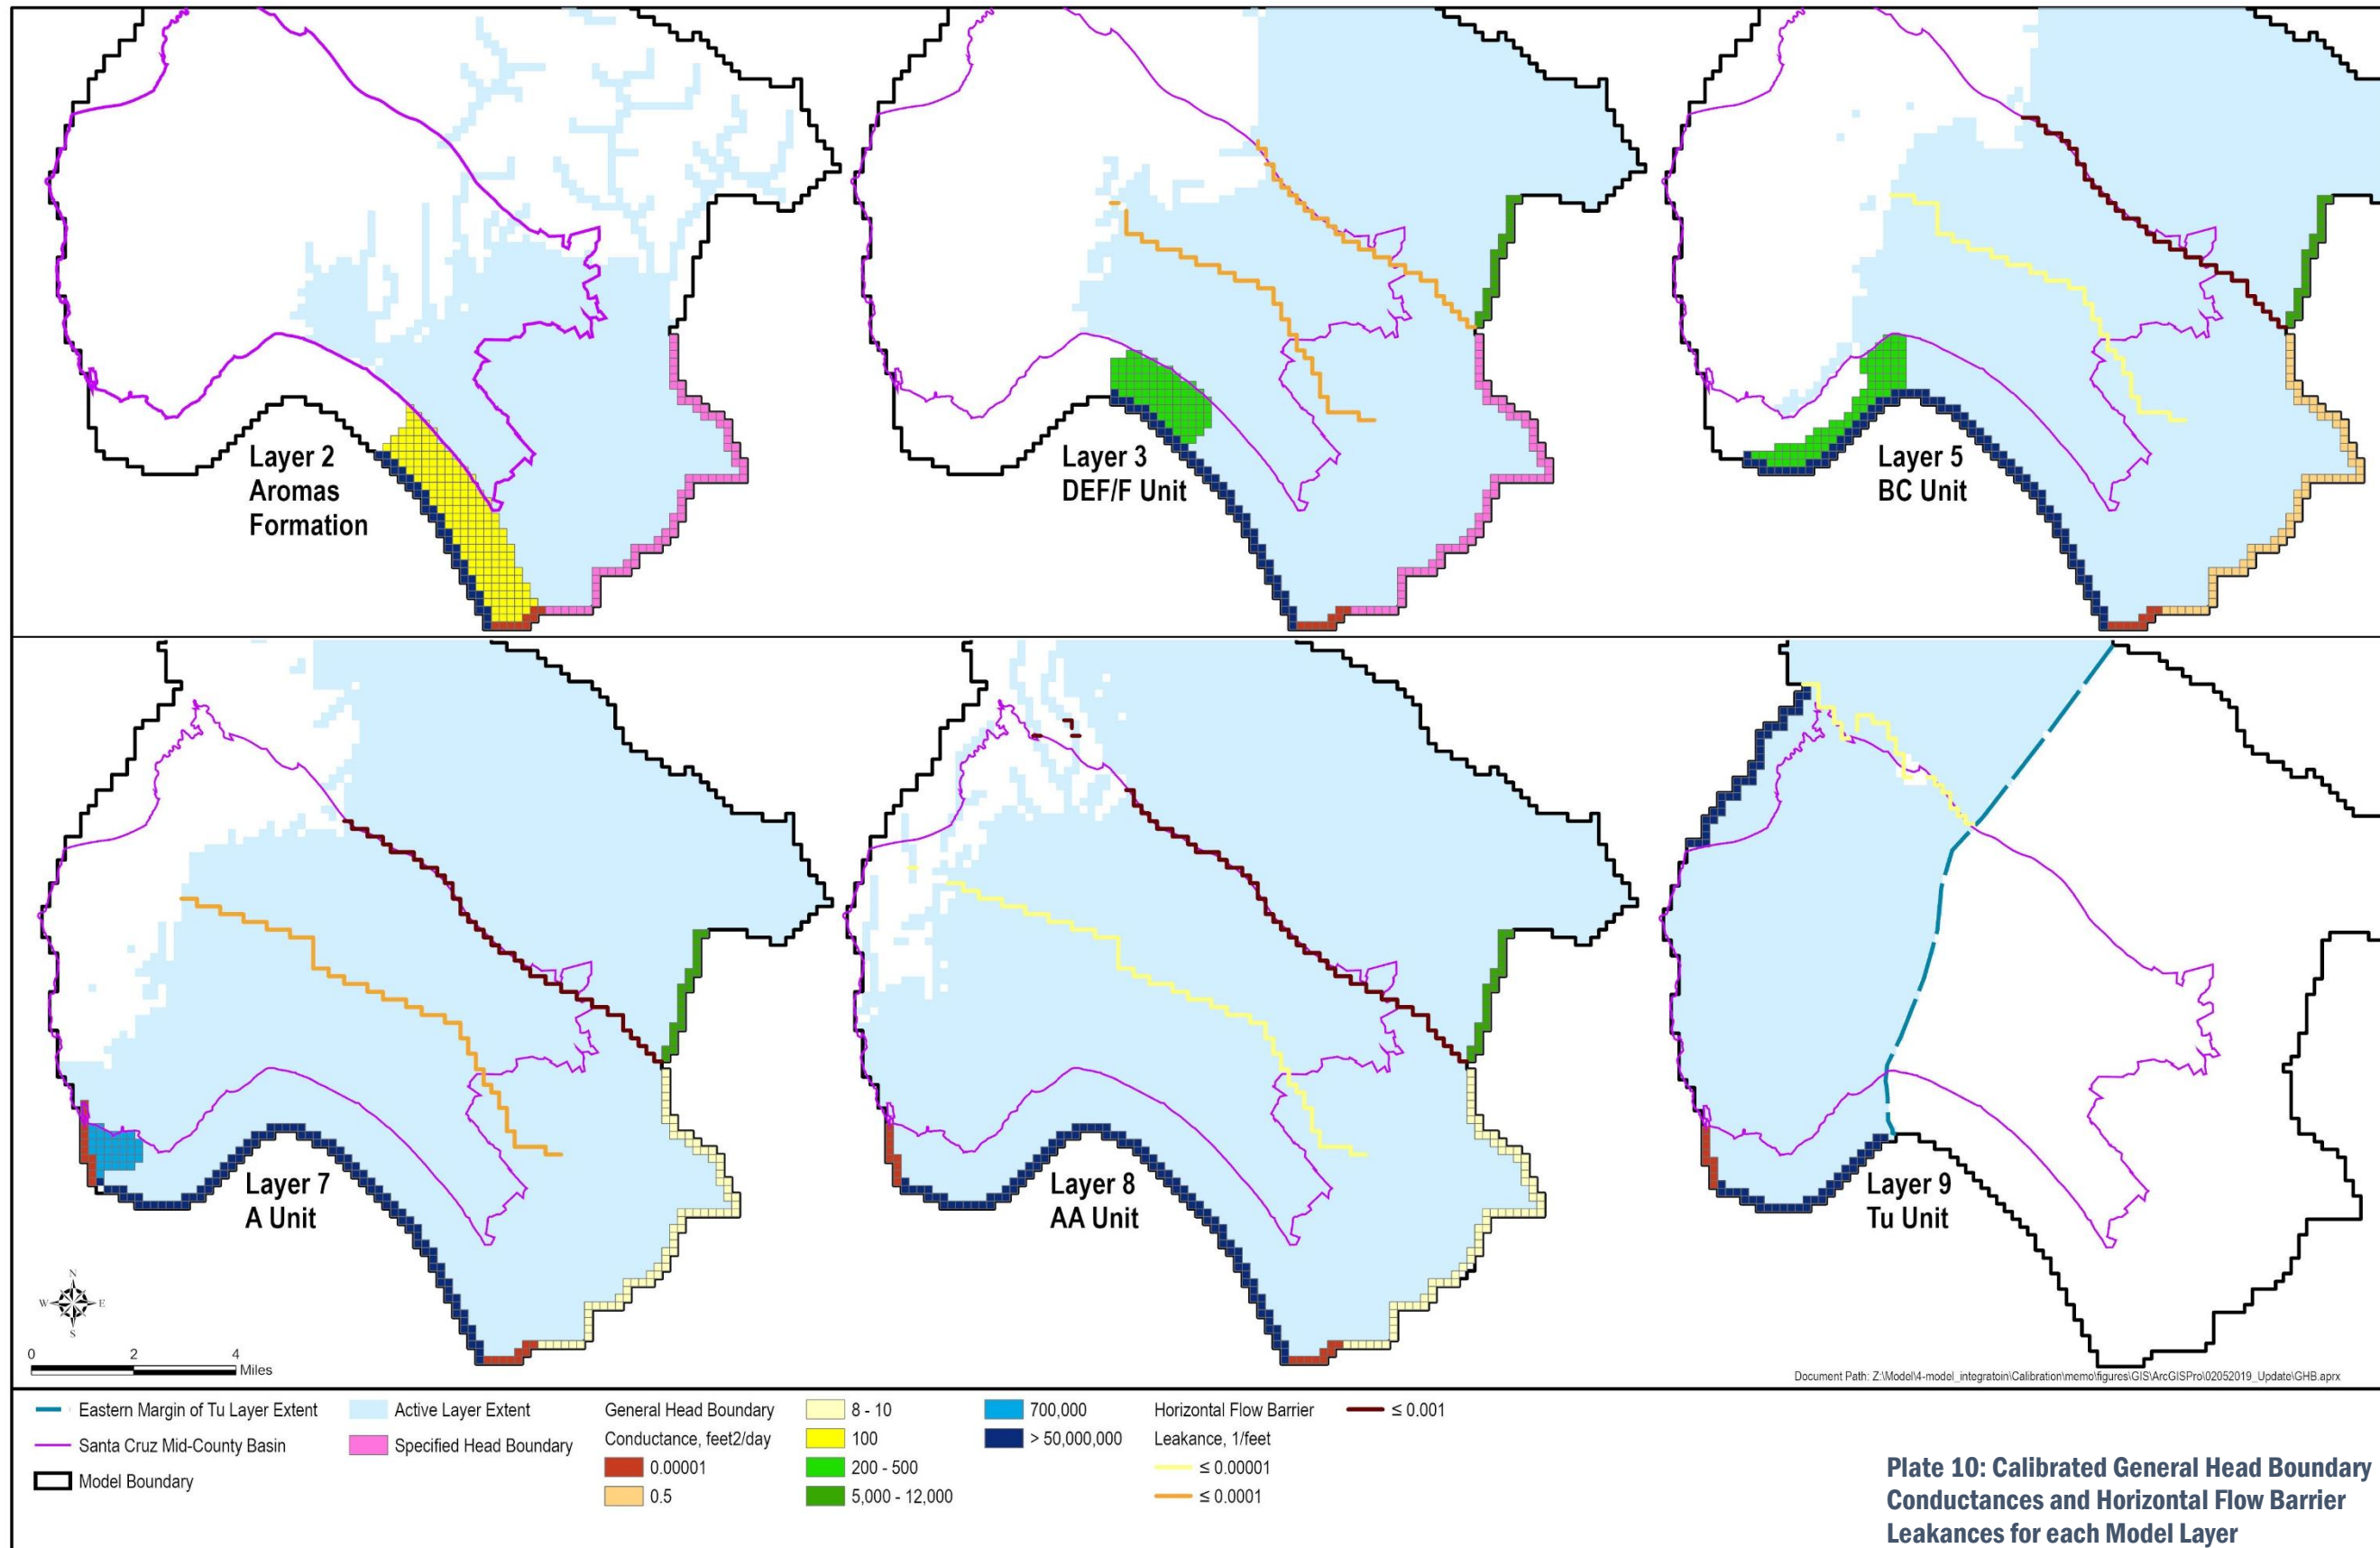 Layer 2
Aromas
Formation
Layer 3
DEF/F Unit
Layer 5
BC Unit
Layer 7
A Unit
Layer 8
AA Unit
Layer 9
Tu Unit
N
W
E
S
0
2
4
Miles
Document Path: Z:\Model\4-model_integratoin\Calibration\memo\figures\GIS\ArcGISPro\02052019_Update\GHB.aprx
Eastern Margin of Tu Layer Extent
Santa Cruz Mid-County Basin
Model Boundary
Active Layer Extent
Specified Head Boundary
General Head Boundary
Conductance, feet2/day
0.00001
0.5
8 - 10
100
200 - 500
5,000 - 12,000
700,000
> 50,000,000
Horizontal Flow Barrier
Leakance, 1/feet
≤ 0.00001
≤ 0.0001
≤ 0.001
Plate 10: Calibrated General Head Boundary
Conductances and Horizontal Flow Barrier
Leakances for each Model Layer